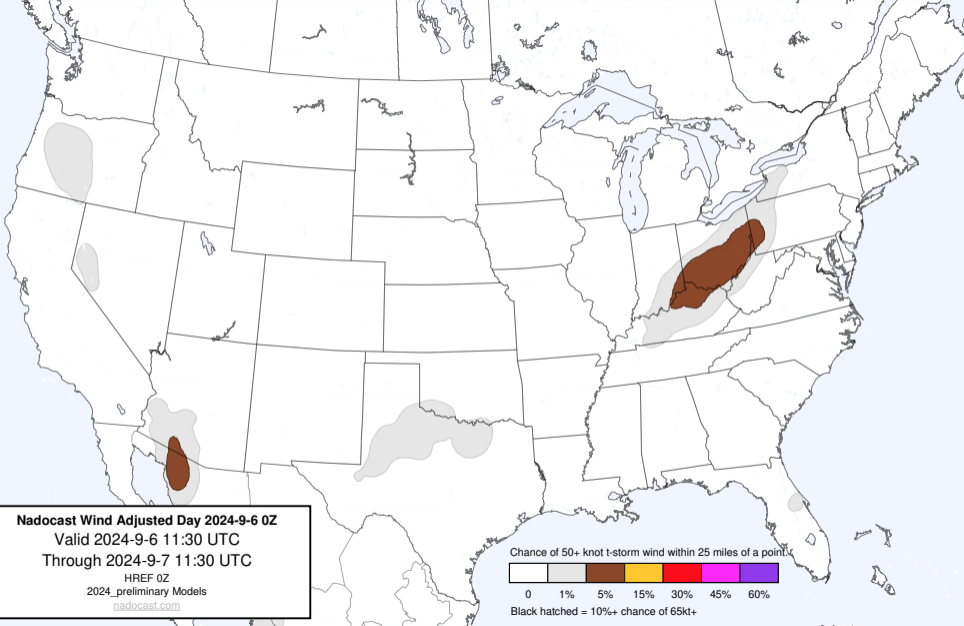 Nadocast Wind Adjusted Day 2024-9-6 0Z
Valid 2024-9-6 11:30 UTC
Through 2024-9-7 11:30 UTC
HREF 0Z
2024_preliminary Models
nadocast.com
Chance of 50+ knot t-storm wind within 25 miles of a point.
0 1% 5% 15% 30% 45% 60%
Black hatched = 10%+ chance of 65kt+